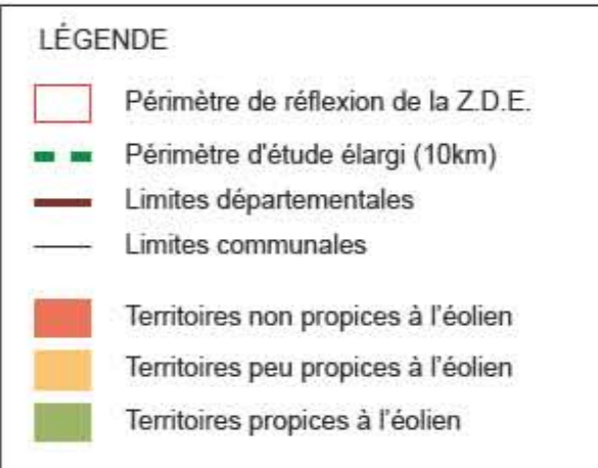 LÉGENDE
Périmètre de réflexion de la Z.D.E.
Périmètre d'étude élargi (10km)
Limites départementales
Limites communales
Territoires non propices à l'éolien
Territoires peu propices à l'éolien
Territoires propices à l'éolien